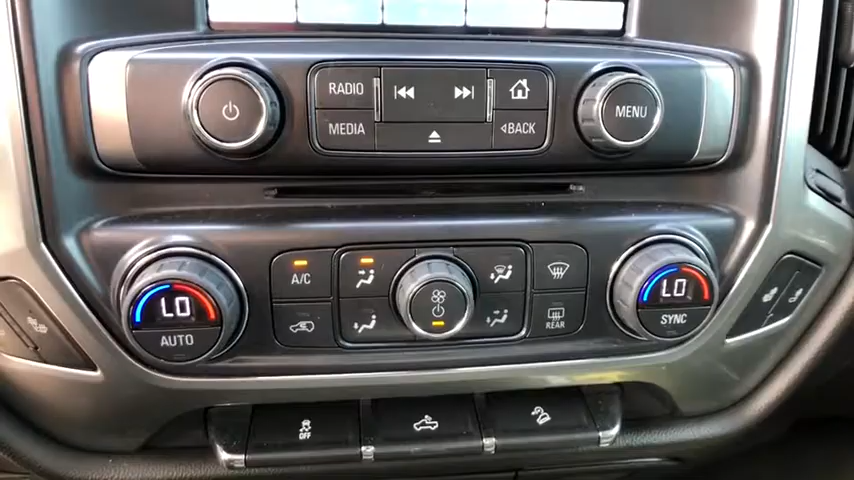 RADIO
MEDIA
BACK
MENU
A/C
LO
AUTO
LO
SYNC
REAR
OFF